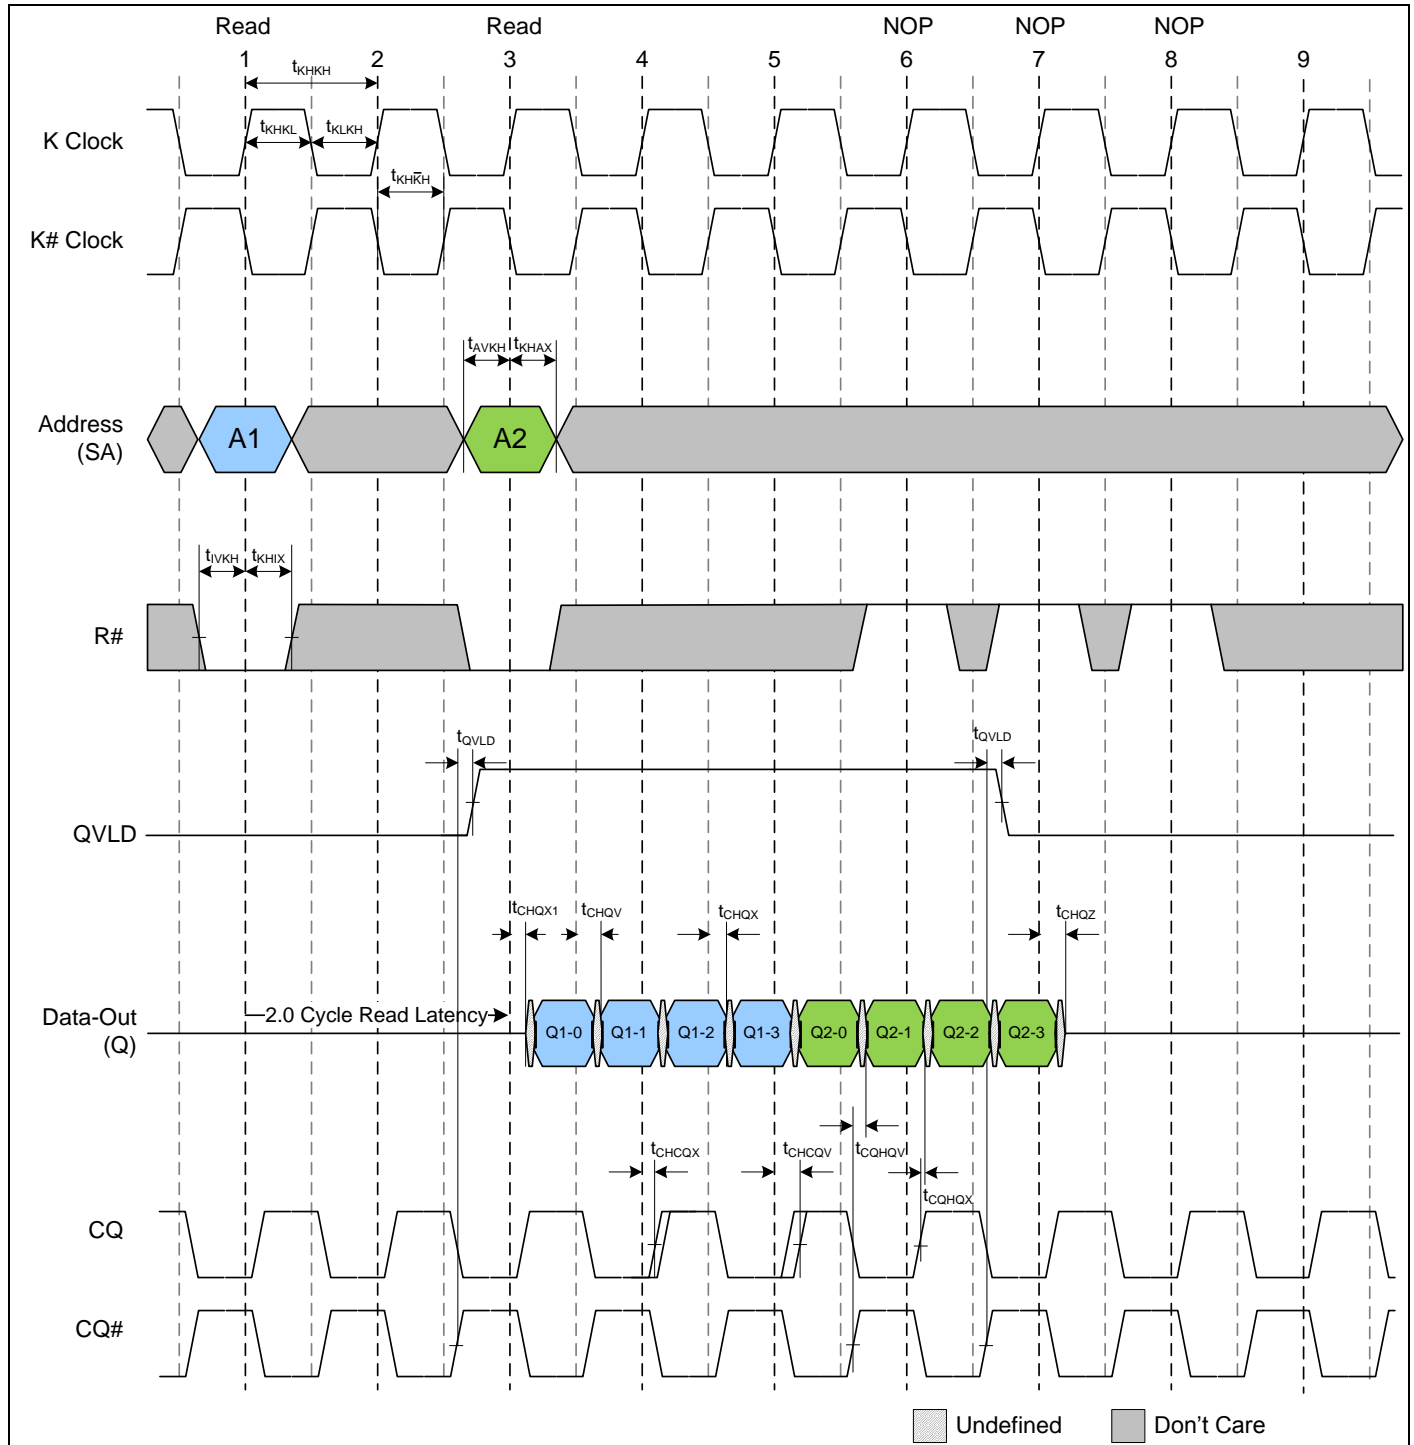 Read Read NOP NOP NOP
1 2 3 4 5 6 7 8 9
tKHKH
K Clock
tKHKL tKLKH
tKHK̅H
K# Clock
tAVKH tKHAX
Address
(SA)
A1 A2
tIVKH tKHIX
R#
tQVLD tQVLD
QVLD
tCHQX1 tCHQV tCHQX tCHQZ
Data-Out
(Q)
2.0 Cycle Read Latency
Q1-0 Q1-1 Q1-2 Q1-3 Q2-0 Q2-1 Q2-2 Q2-3
tCHCQX tCHCQV tCQHQV
tCQHQX
CQ
CQ#
Undefined Don't Care